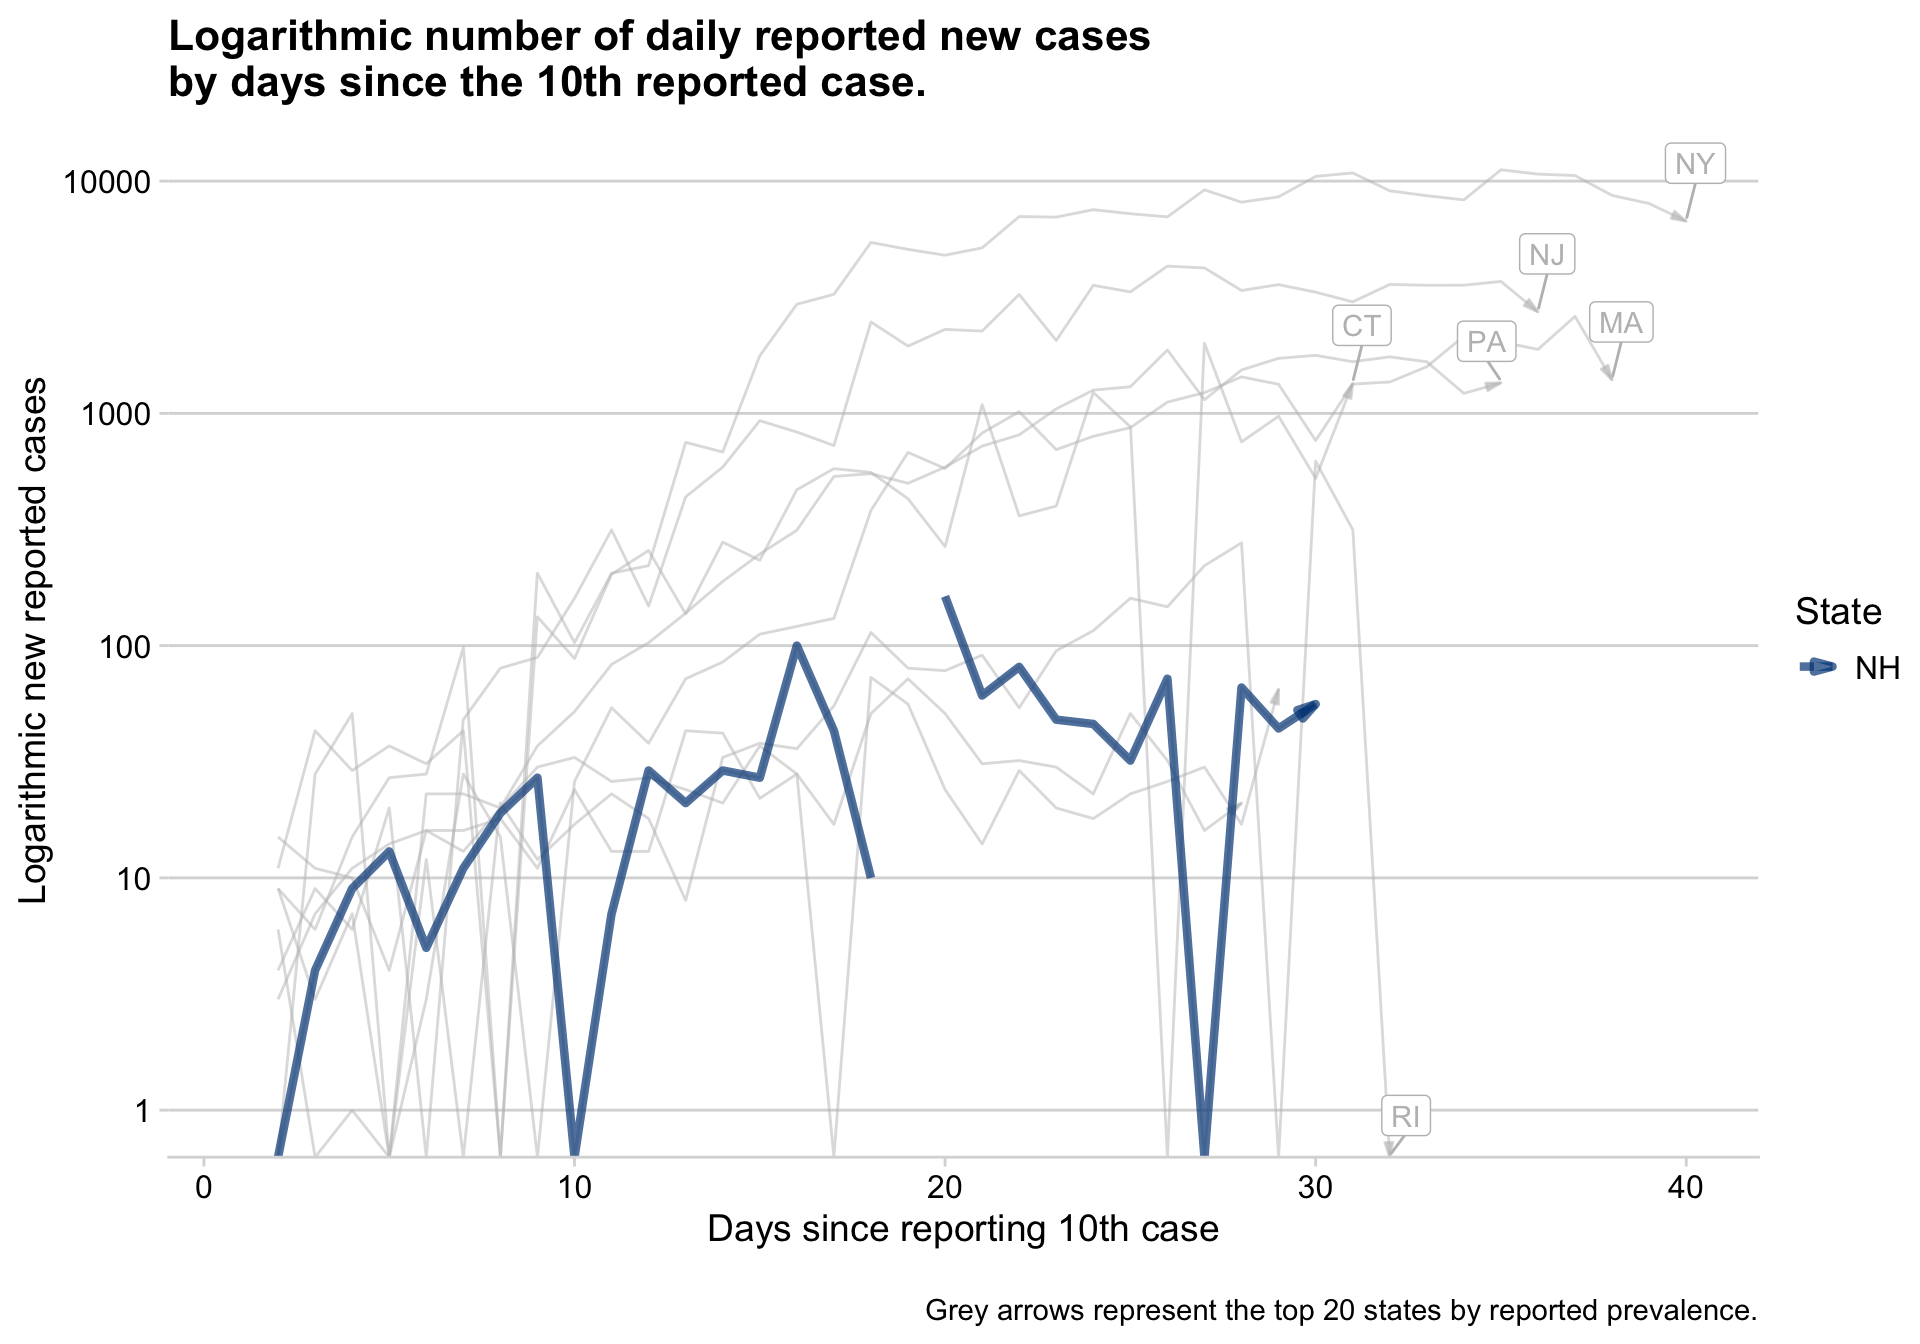 Logarithmic number of daily reported new cases
by days since the 10th reported case.
NY
10000
NJ
MA
CT
PA
1000
Logarithmic new reported cases
State
100
NH
10
RI
1
0 10 20 30 40
Days since reporting 10th case
Grey arrows represent the top 20 states by reported prevalence.